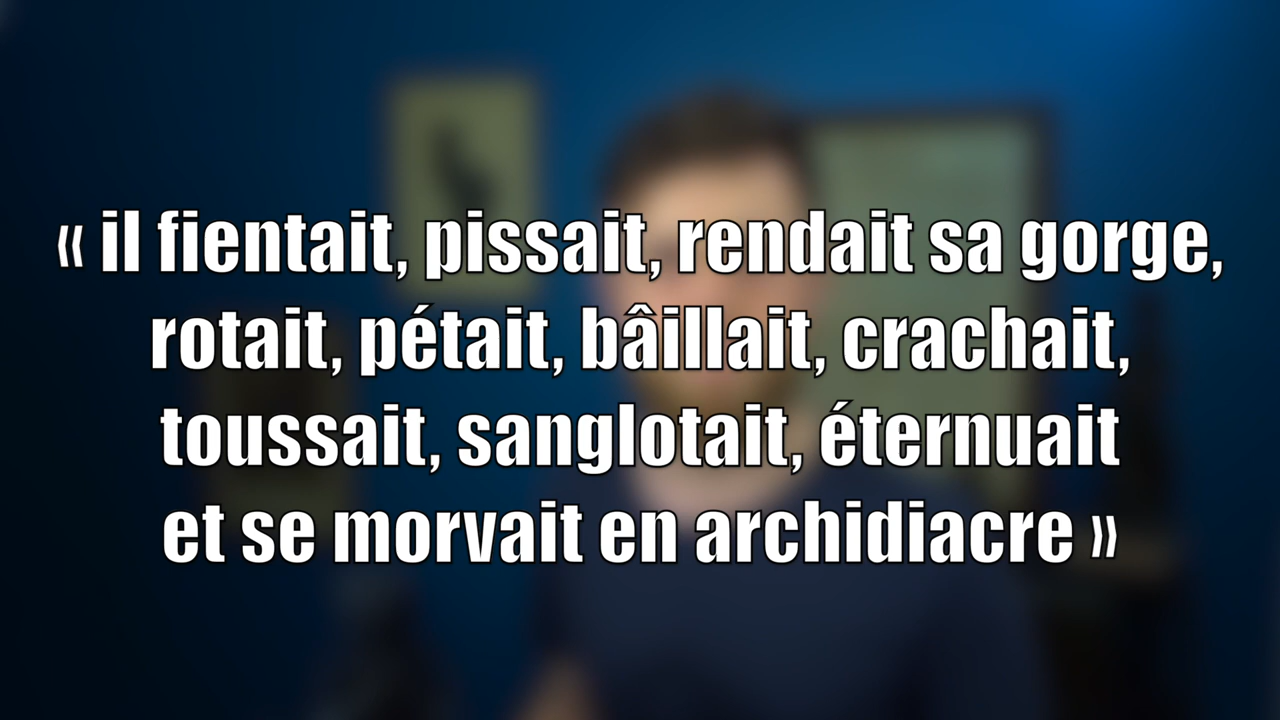 « il fientait, pissait, rendait sa gorge,
rotait, pétait, bâillait, crachait,
toussait, sanglotait, éternuait
et se morvait en archidiacre »